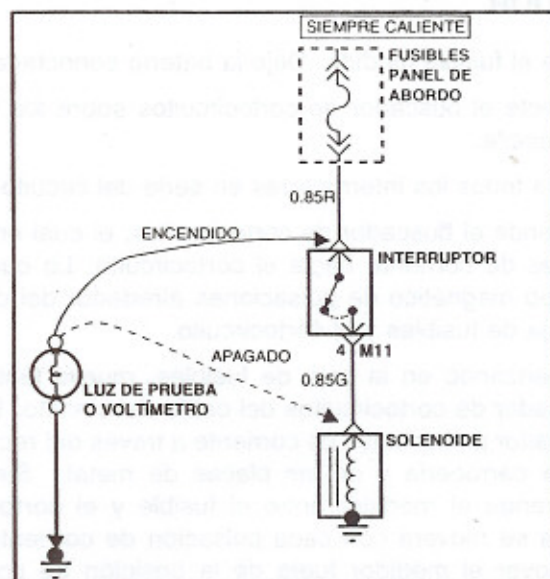 SIEMPRE CALIENTE
FUSIBLES
PANEL DE
ABORDO
0.85R
ENCENDIDO
INTERRUPTOR
APAGADO
4 M11
0.85G
LUZ DE PRUEBA
O VOLTÍMETRO
SOLENOIDE